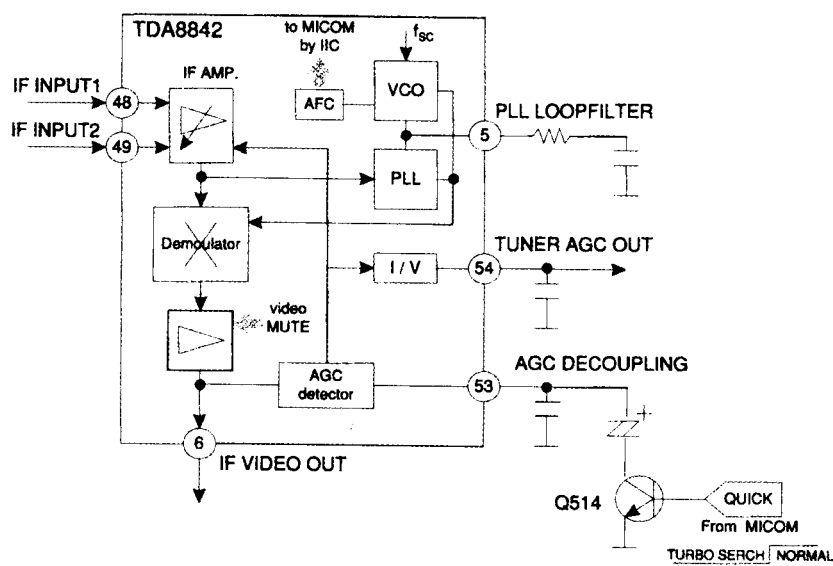 TDA8842
to MICOM
by IIC
fsc
IF AMP.
IF INPUT1
48
AFC
VCO
PLL LOOPFILTER
IF INPUT2
49
5
PLL
Demoulator
TUNER AGC OUT
I / V
54
video
MUTE
AGC DECOUPLING
AGC
detector
53
+
6
IF VIDEO OUT
Q514
QUICK
From MICOM
TURBO SERCH NORMAL